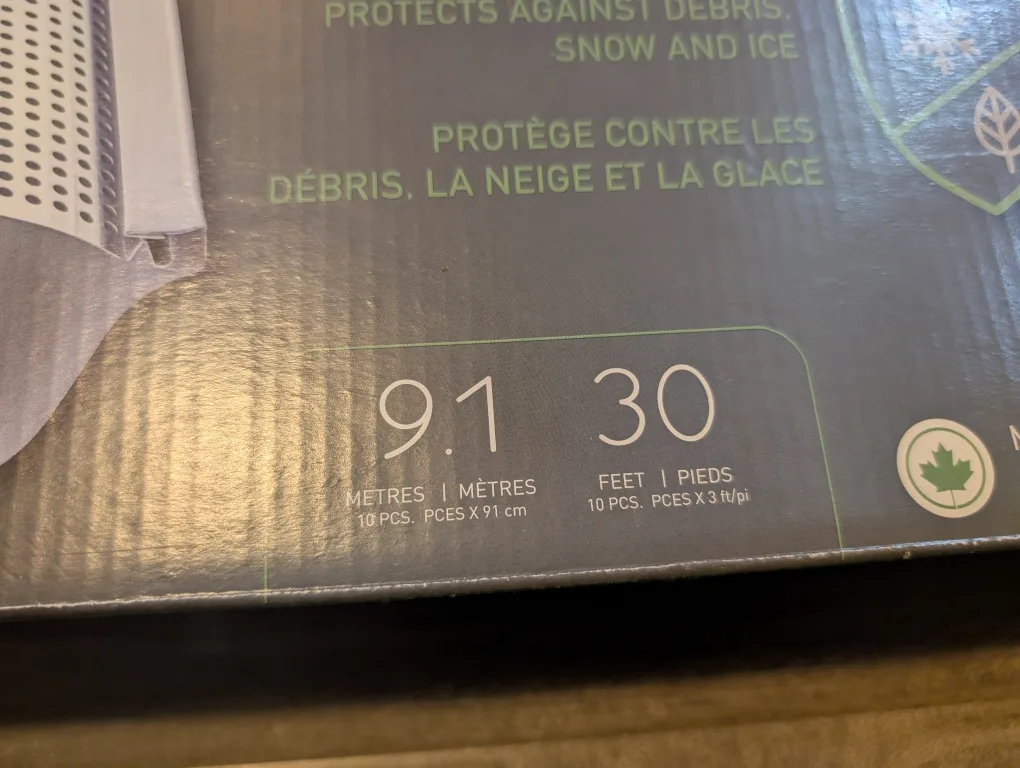 PROTECTS AGAINST DEBRIS,
SNOW AND ICE
PROTÈGE CONTRE LES
DÉBRIS, LA NEIGE ET LA GLACE
9.1
METRES | MÈTRES
10 PCS. PCES X 91 cm
30
FEET | PIEDS
10 PCS. PCES X 3 ft/pi